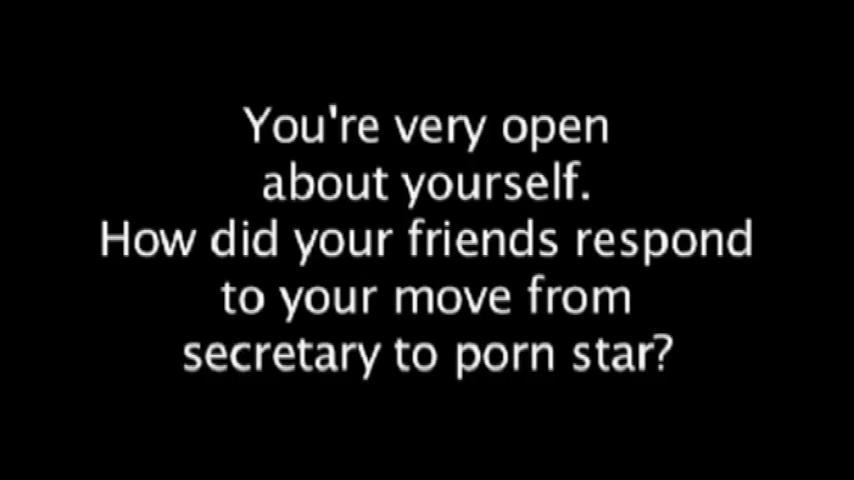 You're very open
about yourself.
How did your friends respond
to your move from
secretary to porn star?